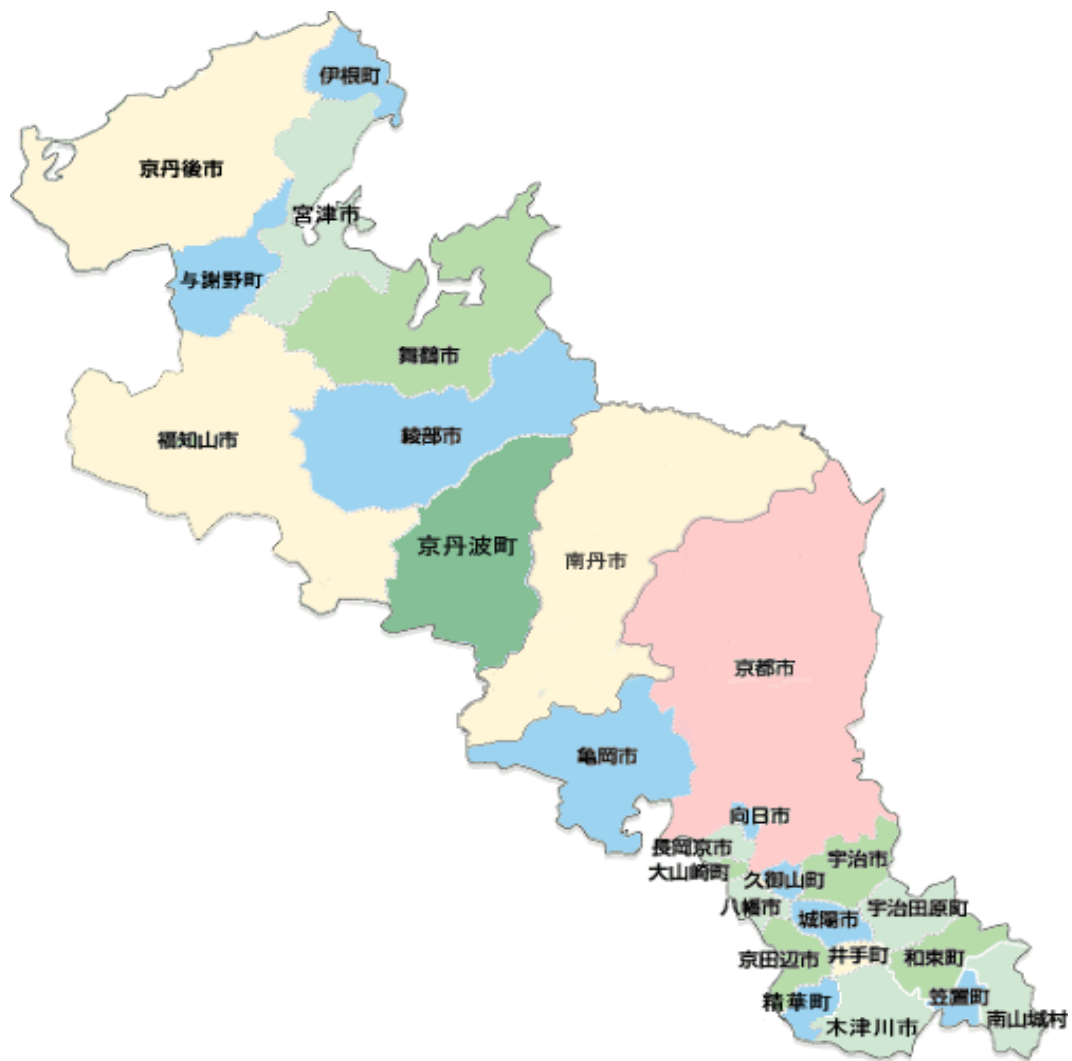 伊根町
京丹後市
宮津市
与謝野町
舞鶴市
綾部市
福知山市
京丹波町
南丹市
京都市
亀岡市
向日市
長岡京市
宇治市
大山崎町
久御山町
八幡市
宇治田原町
城陽市
京田辺市
井手町
和束町
精華町
笠置町
南山城村
木津川市